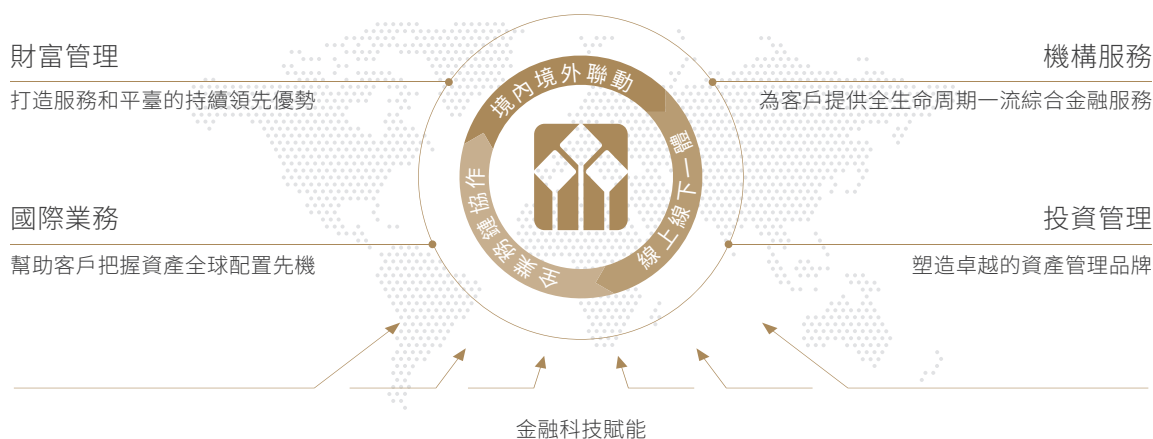 財富管理
打造服務和平臺的持續領先優勢
機構服務
為客戶提供全生命周期一流綜合金融服務
境內境外聯動
線上線下一體
全業務鏈協作
國際業務
幫助客戶把握資產全球配置先機
投資管理
塑造卓越的資產管理品牌
金融科技賦能